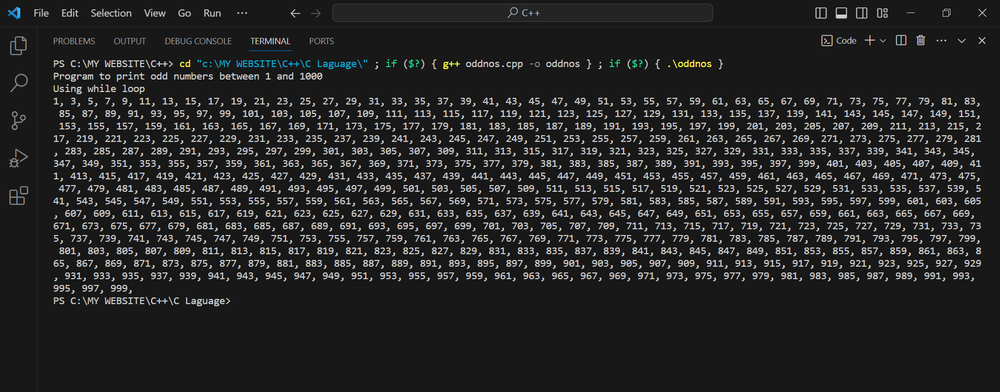 File Edit Selection View Go Run ··· C++
PROBLEMS OUTPUT DEBUG CONSOLE TERMINAL PORTS Code
PS C:\MY WEBSITE\C++> cd "c:\MY WEBSITE\C++\C Laguage\" ; if ($?) { g++ oddnos.cpp -o oddnos } ; if ($?) { .\oddnos }
Program to print odd numbers between 1 and 1000
Using while loop
1, 3, 5, 7, 9, 11, 13, 15, 17, 19, 21, 23, 25, 27, 29, 31, 33, 35, 37, 39, 41, 43, 45, 47, 49, 51, 53, 55, 57, 59, 61, 63, 65, 67, 69, 71, 73, 75, 77, 79, 81, 83,
85, 87, 89, 91, 93, 95, 97, 99, 101, 103, 105, 107, 109, 111, 113, 115, 117, 119, 121, 123, 125, 127, 129, 131, 133, 135, 137, 139, 141, 143, 145, 147, 149, 151,
153, 155, 157, 159, 161, 163, 165, 167, 169, 171, 173, 175, 177, 179, 181, 183, 185, 187, 189, 191, 193, 195, 197, 199, 201, 203, 205, 207, 209, 211, 213, 215, 2
17, 219, 221, 223, 225, 227, 229, 231, 233, 235, 237, 239, 241, 243, 245, 247, 249, 251, 253, 255, 257, 259, 261, 263, 265, 267, 269, 271, 273, 275, 277, 279, 281
, 283, 285, 287, 289, 291, 293, 295, 297, 299, 301, 303, 305, 307, 309, 311, 313, 315, 317, 319, 321, 323, 325, 327, 329, 331, 333, 335, 337, 339, 341, 343, 345,
347, 349, 351, 353, 355, 357, 359, 361, 363, 365, 367, 369, 371, 373, 375, 377, 379, 381, 383, 385, 387, 389, 391, 393, 395, 397, 399, 401, 403, 405, 407, 409, 41
1, 413, 415, 417, 419, 421, 423, 425, 427, 429, 431, 433, 435, 437, 439, 441, 443, 445, 447, 449, 451, 453, 455, 457, 459, 461, 463, 465, 467, 469, 471, 473, 475,
477, 479, 481, 483, 485, 487, 489, 491, 493, 495, 497, 499, 501, 503, 505, 507, 509, 511, 513, 515, 517, 519, 521, 523, 525, 527, 529, 531, 533, 535, 537, 539, 5
41, 543, 545, 547, 549, 551, 553, 555, 557, 559, 561, 563, 565, 567, 569, 571, 573, 575, 577, 579, 581, 583, 585, 587, 589, 591, 593, 595, 597, 599, 601, 603, 605
, 607, 609, 611, 613, 615, 617, 619, 621, 623, 625, 627, 629, 631, 633, 635, 637, 639, 641, 643, 645, 647, 649, 651, 653, 655, 657, 659, 661, 663, 665, 667, 669,
671, 673, 675, 677, 679, 681, 683, 685, 687, 689, 691, 693, 695, 697, 699, 701, 703, 705, 707, 709, 711, 713, 715, 717, 719, 721, 723, 725, 727, 729, 731, 733, 73
5, 737, 739, 741, 743, 745, 747, 749, 751, 753, 755, 757, 759, 761, 763, 765, 767, 769, 771, 773, 775, 777, 779, 781, 783, 785, 787, 789, 791, 793, 795, 797, 799,
801, 803, 805, 807, 809, 811, 813, 815, 817, 819, 821, 823, 825, 827, 829, 831, 833, 835, 837, 839, 841, 843, 845, 847, 849, 851, 853, 855, 857, 859, 861, 863, 8
65, 867, 869, 871, 873, 875, 877, 879, 881, 883, 885, 887, 889, 891, 893, 895, 897, 899, 901, 903, 905, 907, 909, 911, 913, 915, 917, 919, 921, 923, 925, 927, 929
, 931, 933, 935, 937, 939, 941, 943, 945, 947, 949, 951, 953, 955, 957, 959, 961, 963, 965, 967, 969, 971, 973, 975, 977, 979, 981, 983, 985, 987, 989, 991, 993,
995, 997, 999,
PS C:\MY WEBSITE\C++\C Laguage>